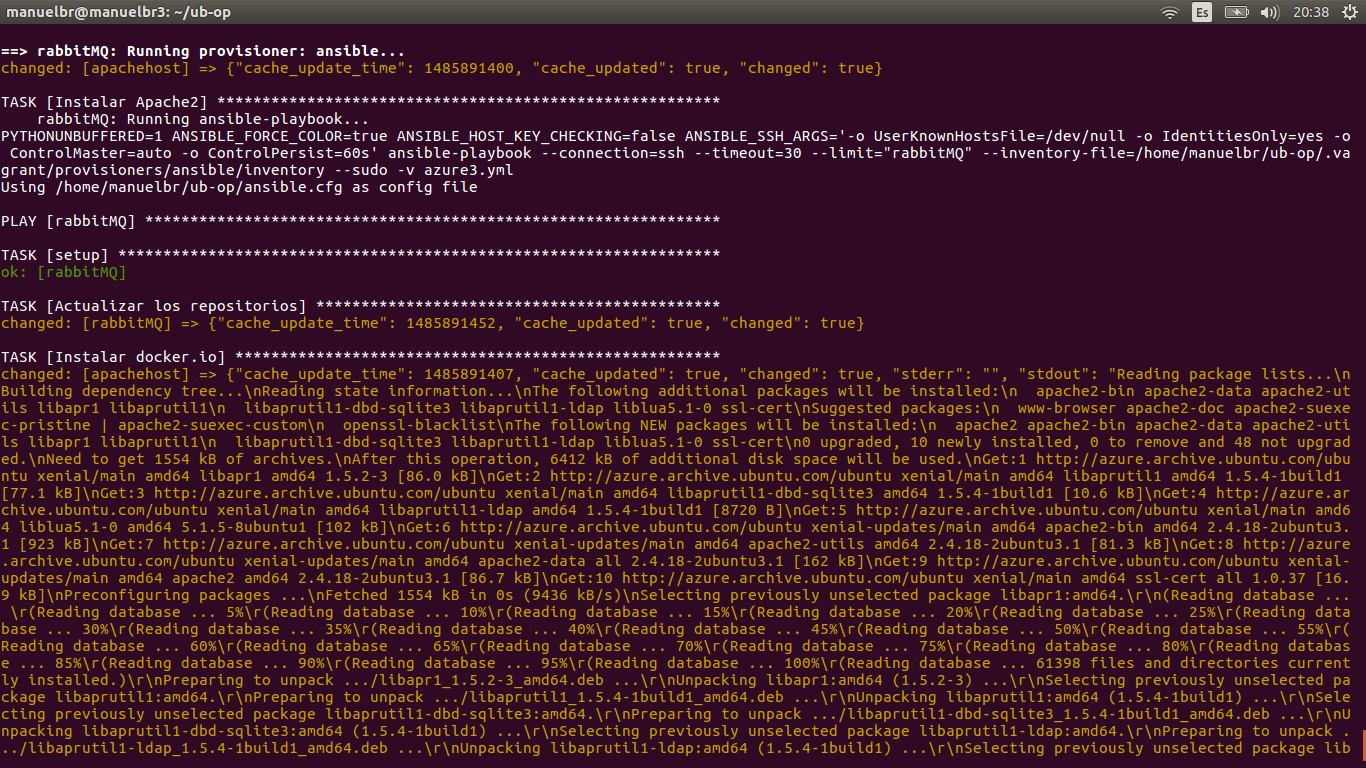 manuelbr@manuelbr3: ~/ub-op
Es
20:38
==> rabbitMQ: Running provisioner: ansible...
changed: [apachehost] => {"cache_update_time": 1485891400, "cache_updated": true, "changed": true}
TASK [Instalar Apache2] ********************************************************
    rabbitMQ: Running ansible-playbook...
PYTHONUNBUFFERED=1 ANSIBLE_FORCE_COLOR=true ANSIBLE_HOST_KEY_CHECKING=false ANSIBLE_SSH_ARGS='-o UserKnownHostsFile=/dev/null -o IdentitiesOnly=yes -o
 ControlMaster=auto -o ControlPersist=60s' ansible-playbook --connection=ssh --timeout=30 --limit="rabbitMQ" --inventory-file=/home/manuelbr/ub-op/.va
grant/provisioners/ansible/inventory --sudo -v azure3.yml
Using /home/manuelbr/ub-op/ansible.cfg as config file
PLAY [rabbitMQ] ****************************************************************
TASK [setup] *******************************************************************
ok: [rabbitMQ]
TASK [Actualizar los repositorios] *********************************************
changed: [rabbitMQ] => {"cache_update_time": 1485891452, "cache_updated": true, "changed": true}
TASK [Instalar docker.io] ******************************************************
changed: [apachehost] => {"cache_update_time": 1485891407, "cache_updated": true, "changed": true, "stderr": "", "stdout": "Reading package lists...\n
Building dependency tree...\nReading state information...\nThe following additional packages will be installed:\n  apache2-bin apache2-data apache2-ut
ils libapr1 libaprutil1\n  libaprutil1-dbd-sqlite3 libaprutil1-ldap liblua5.1-0 ssl-cert\nSuggested packages:\n  www-browser apache2-doc apache2-suexe
c-pristine | apache2-suexec-custom\n  openssl-blacklist\nThe following NEW packages will be installed:\n  apache2 apache2-bin apache2-data apache2-uti
ls libapr1 libaprutil1\n  libaprutil1-dbd-sqlite3 libaprutil1-ldap liblua5.1-0 ssl-cert\n0 upgraded, 10 newly installed, 0 to remove and 48 not upgrad
ed.\nNeed to get 1554 kB of archives.\nAfter this operation, 6412 kB of additional disk space will be used.\nGet:1 http://azure.archive.ubuntu.com/ubu
ntu xenial/main amd64 libapr1 amd64 1.5.2-3 [86.0 kB]\nGet:2 http://azure.archive.ubuntu.com/ubuntu xenial/main amd64 libaprutil1 amd64 1.5.4-1build1 
[77.1 kB]\nGet:3 http://azure.archive.ubuntu.com/ubuntu xenial/main amd64 libaprutil1-dbd-sqlite3 amd64 1.5.4-1build1 [10.6 kB]\nGet:4 http://azure.ar
chive.ubuntu.com/ubuntu xenial/main amd64 libaprutil1-ldap amd64 1.5.4-1build1 [8720 B]\nGet:5 http://azure.archive.ubuntu.com/ubuntu xenial/main amd6
4 liblua5.1-0 amd64 5.1.5-8ubuntu1 [102 kB]\nGet:6 http://azure.archive.ubuntu.com/ubuntu xenial-updates/main amd64 apache2-bin amd64 2.4.18-2ubuntu3.
1 [923 kB]\nGet:7 http://azure.archive.ubuntu.com/ubuntu xenial-updates/main amd64 apache2-utils amd64 2.4.18-2ubuntu3.1 [81.3 kB]\nGet:8 http://azure
.archive.ubuntu.com/ubuntu xenial-updates/main amd64 apache2-data all 2.4.18-2ubuntu3.1 [162 kB]\nGet:9 http://azure.archive.ubuntu.com/ubuntu xenial-
updates/main amd64 apache2 amd64 2.4.18-2ubuntu3.1 [86.7 kB]\nGet:10 http://azure.archive.ubuntu.com/ubuntu xenial/main amd64 ssl-cert all 1.0.37 [16.
9 kB]\nPreconfiguring packages ...\nFetched 1554 kB in 0s (9436 kB/s)\nSelecting previously unselected package libapr1:amd64.\r\n(Reading database ...
 \r(Reading database ... 5%\r(Reading database ... 10%\r(Reading database ... 15%\r(Reading database ... 20%\r(Reading database ... 25%\r(Reading data
base ... 30%\r(Reading database ... 35%\r(Reading database ... 40%\r(Reading database ... 45%\r(Reading database ... 50%\r(Reading database ... 55%\r(
Reading database ... 60%\r(Reading database ... 65%\r(Reading database ... 70%\r(Reading database ... 75%\r(Reading database ... 80%\r(Reading databas
e ... 85%\r(Reading database ... 90%\r(Reading database ... 95%\r(Reading database ... 100%\r(Reading database ... 61398 files and directories current
ly installed.)\r\nPreparing to unpack .../libapr1_1.5.2-3_amd64.deb ...\r\nUnpacking libapr1:amd64 (1.5.2-3) ...\r\nSelecting previously unselected pa
ckage libaprutil1:amd64.\r\nPreparing to unpack .../libaprutil1_1.5.4-1build1_amd64.deb ...\r\nUnpacking libaprutil1:amd64 (1.5.4-1build1) ...\r\nSele
cting previously unselected package libaprutil1-dbd-sqlite3:amd64.\r\nPreparing to unpack .../libaprutil1-dbd-sqlite3_1.5.4-1build1_amd64.deb ...\r\nU
npacking libaprutil1-dbd-sqlite3:amd64 (1.5.4-1build1) ...\r\nSelecting previously unselected package libaprutil1-ldap:amd64.\r\nPreparing to unpack .
../libaprutil1-ldap_1.5.4-1build1_amd64.deb ...\r\nUnpacking libaprutil1-ldap:amd64 (1.5.4-1build1) ...\r\nSelecting previously unselected package lib